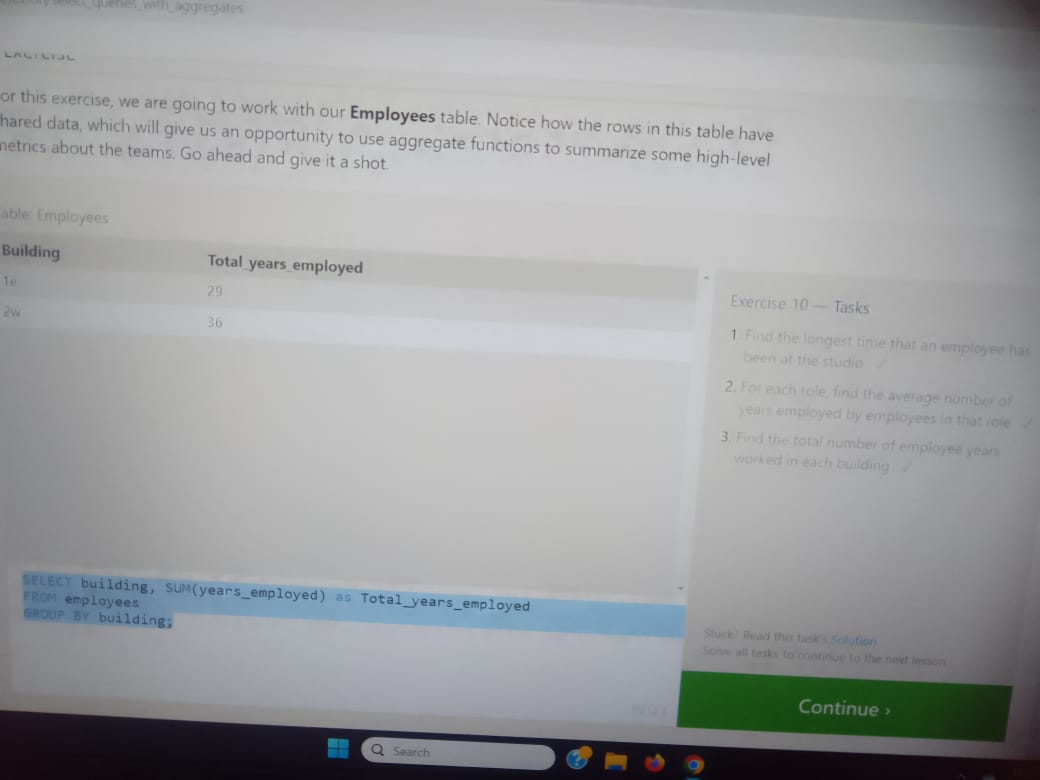 select_queries_with_aggregates
or this exercise, we are going to work with our Employees table. Notice how the rows in this table have
hared data, which will give us an opportunity to use aggregate functions to summarize some high-level
netrics about the teams. Go ahead and give it a shot.
able: Employees
Building Total_years_employed
1e 29
2w 36
Exercise 10 — Tasks
1. Find the longest time that an employee has
been at the studio ✓
2. For each role, find the average number of
years employed by employees in that role ✓
3. Find the total number of employee years
worked in each building ✓
SELECT building, SUM(years_employed) as Total_years_employed
FROM employees
GROUP BY building;
Stuck? Read this task's Solution.
Solve all tasks to continue to the next lesson.
RESET
Continue ›
Search